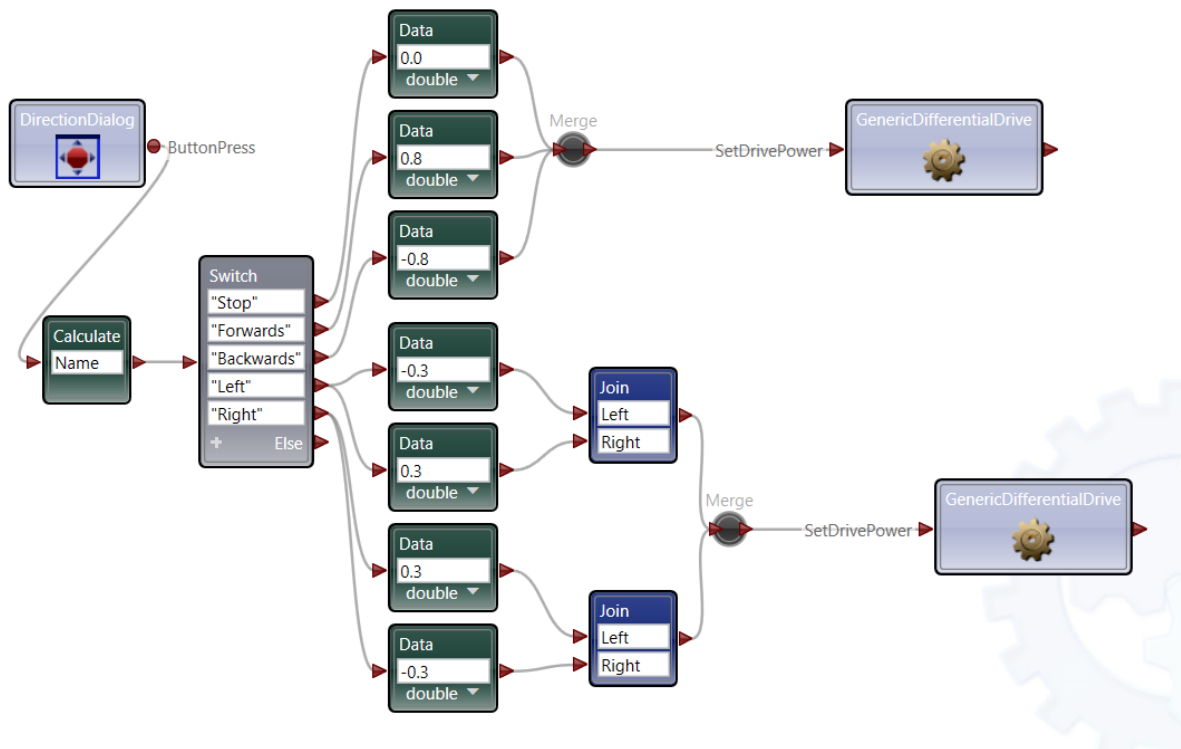 DirectionDialog
ButtonPress
Calculate
Name
Switch
"Stop"
"Forwards"
"Backwards"
"Left"
"Right"
+ Else
Data
0.0
double
Data
0.8
double
Data
-0.8
double
Data
-0.3
double
Data
0.3
double
Data
0.3
double
Data
-0.3
double
Merge
SetDrivePower
GenericDifferentialDrive
Join
Left
Right
Join
Left
Right
Merge
SetDrivePower
GenericDifferentialDrive